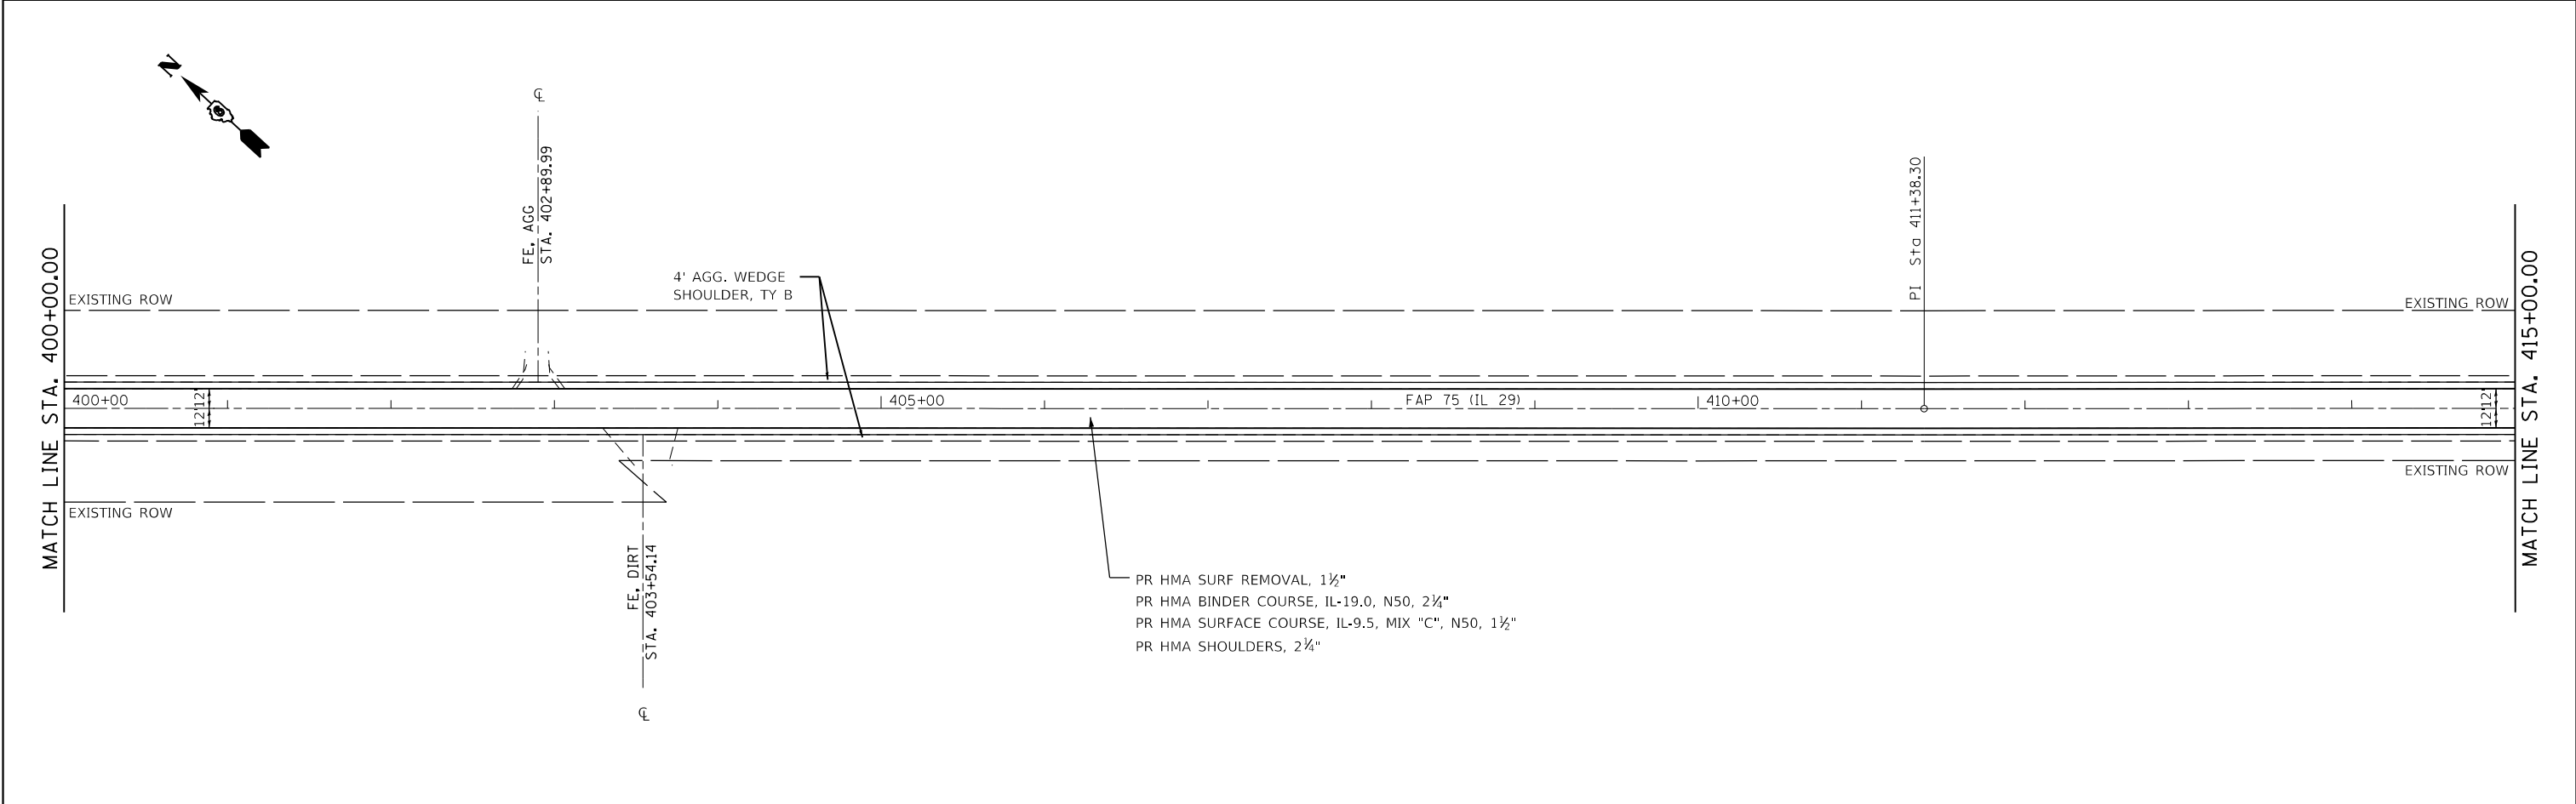 N
℄
FE, AGG
STA. 402+89.99
PI Sta 411+38.30
4' AGG. WEDGE
SHOULDER, TY B
MATCH LINE STA. 400+00.00
MATCH LINE STA. 415+00.00
EXISTING ROW
EXISTING ROW
400+00
12'
12'
405+00
FAP 75 (IL 29)
410+00
12'
12'
EXISTING ROW
EXISTING ROW
FE, DIRT
STA. 403+54.14
℄
PR HMA SURF REMOVAL, 1½"
PR HMA BINDER COURSE, IL-19.0, N50, 2¼"
PR HMA SURFACE COURSE, IL-9.5, MIX "C", N50, 1½"
PR HMA SHOULDERS, 2¼"